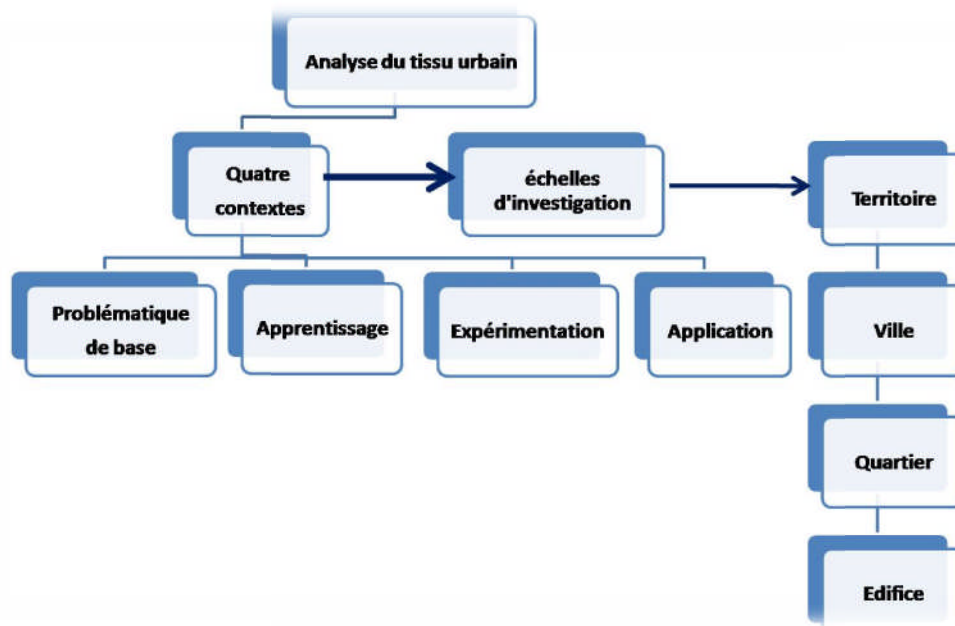 Analyse du tissu urbain
Quatre
contextes
échelles
d'investigation
Territoire
Problématique
de base
Apprentissage
Expérimentation
Application
Ville
Quartier
Edifice